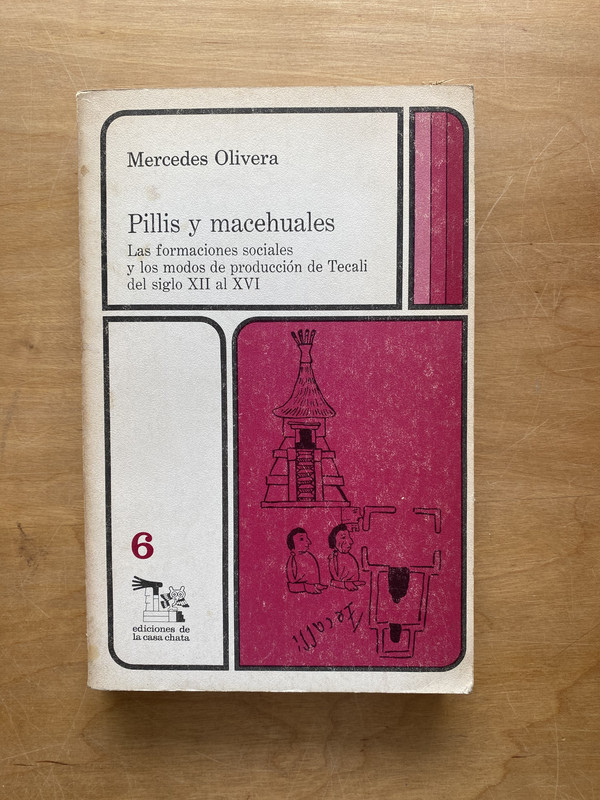 Mercedes Olivera
Pillis y macehuales
Las formaciones sociales
y los modos de producción de Tecali
del siglo XII al XVI
6
ediciones de
la casa chata
tecalli